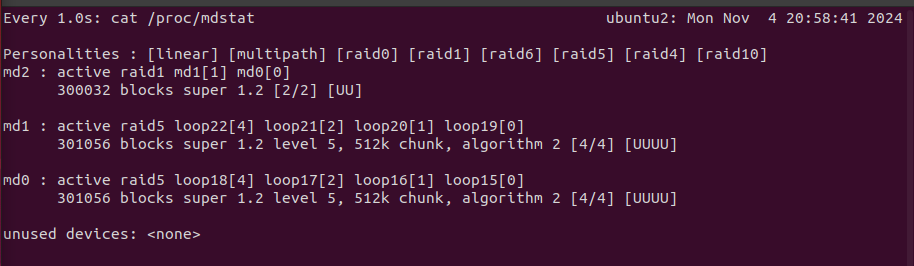 Every 1.0s: cat /proc/mdstat                                       ubuntu2: Mon Nov  4 20:58:41 2024

Personalities : [linear] [multipath] [raid0] [raid1] [raid6] [raid5] [raid4] [raid10]
md2 : active raid1 md1[1] md0[0]
      300032 blocks super 1.2 [2/2] [UU]

md1 : active raid5 loop22[4] loop21[2] loop20[1] loop19[0]
      301056 blocks super 1.2 level 5, 512k chunk, algorithm 2 [4/4] [UUUU]

md0 : active raid5 loop18[4] loop17[2] loop16[1] loop15[0]
      301056 blocks super 1.2 level 5, 512k chunk, algorithm 2 [4/4] [UUUU]

unused devices: <none>